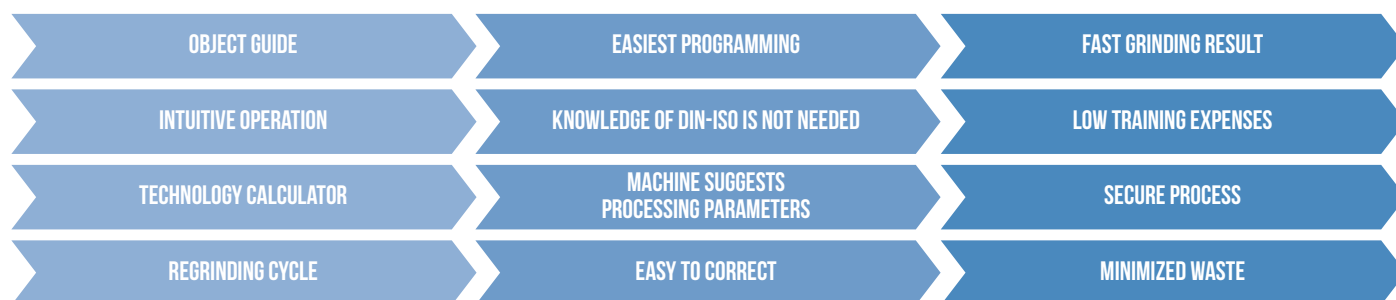 OBJECT GUIDE
EASIEST PROGRAMMING
FAST GRINDING RESULT
INTUITIVE OPERATION
KNOWLEDGE OF DIN-ISO IS NOT NEEDED
LOW TRAINING EXPENSES
TECHNOLOGY CALCULATOR
MACHINE SUGGESTS
PROCESSING PARAMETERS
SECURE PROCESS
REGRINDING CYCLE
EASY TO CORRECT
MINIMIZED WASTE